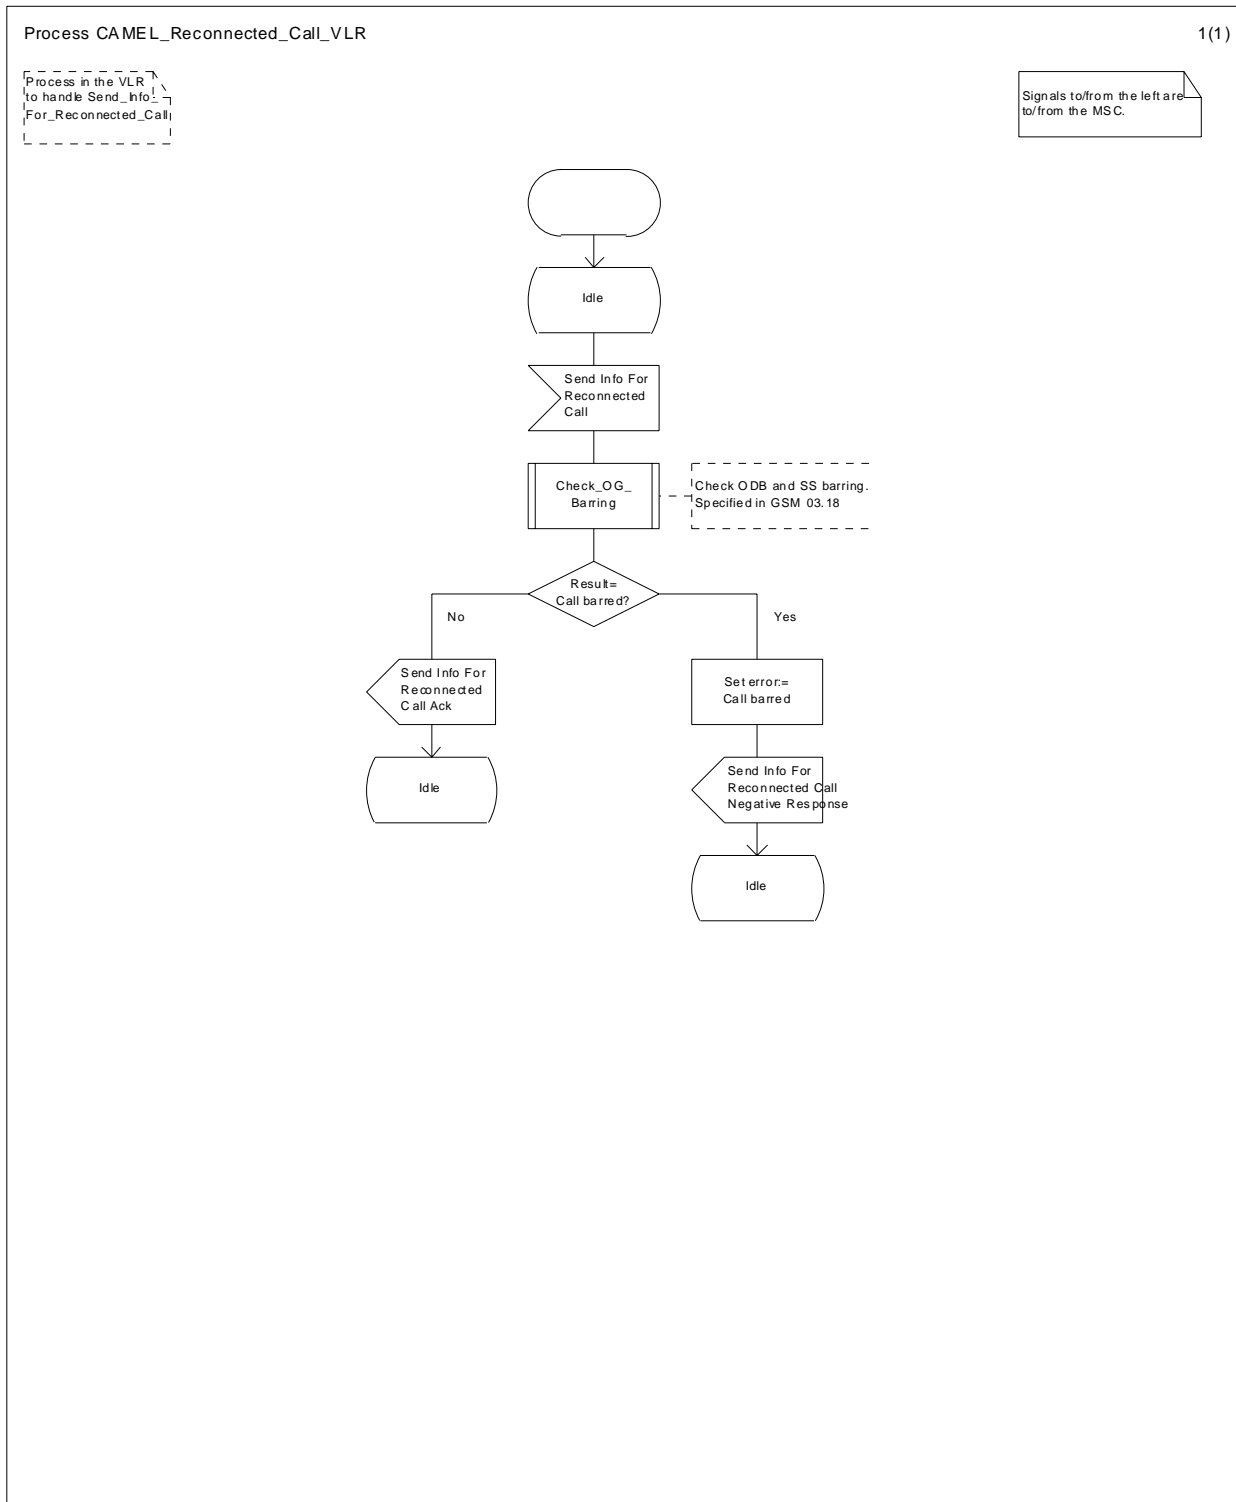 Process CAMEL_Reconnected_Call_VLR
1(1)
Process in the VLR
to handle Send_Info_
For_Reconnected_Call
Signals to/from the left are
to/from the MSC.
Idle
Send Info For
Reconnected
Call
Check_OG_
Barring
Check ODB and SS barring.
Specified in GSM 03.18
Result=
Call barred?
No
Yes
Send Info For
Reconnected
Call Ack
Set error:=
Call barred
Idle
Send Info For
Reconnected Call
Negative Response
Idle